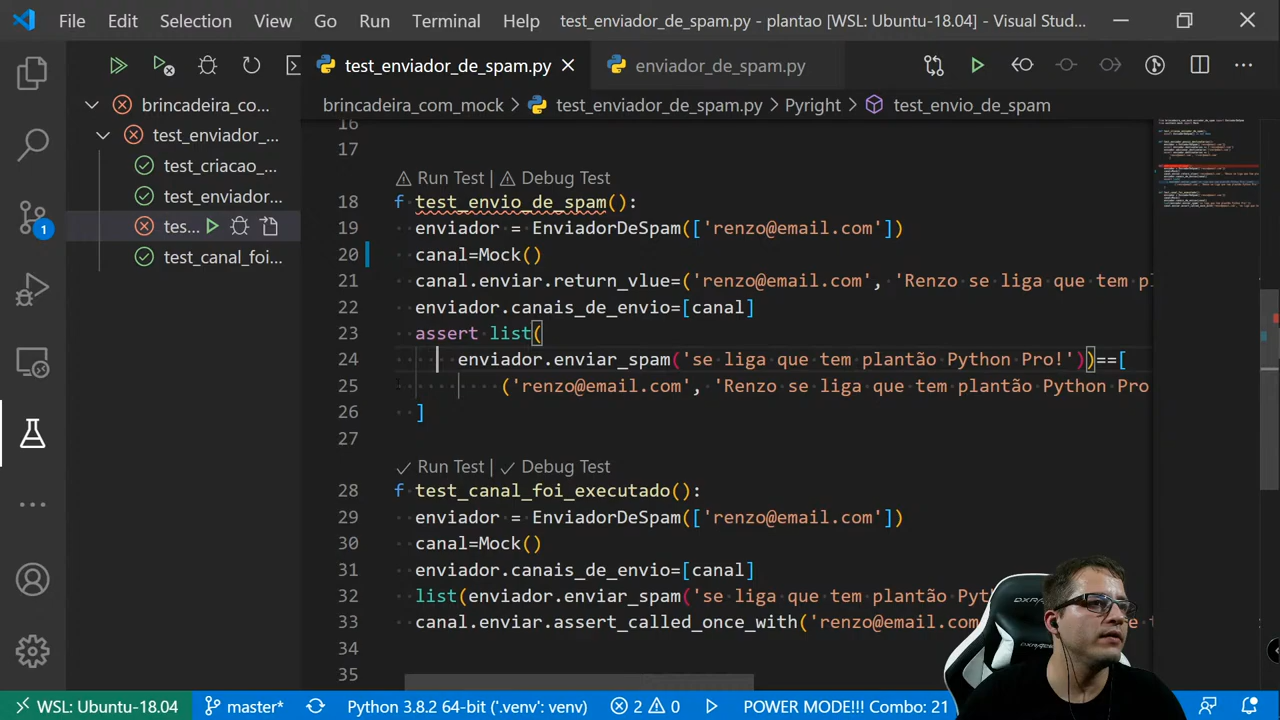 File Edit Selection View Go Run Terminal Help test_enviador_de_spam.py - plantao [WSL: Ubuntu-18.04] - Visual Stud...
test_enviador_de_spam.py enviador_de_spam.py
brincadeira_co...
test_enviador_...
test_criacao_...
test_enviador...
tes...
test_canal_foi...
1
brincadeira_com_mock > test_enviador_de_spam.py > Pyright > test_envio_de_spam
16
17
Run Test | Debug Test
18 f test_envio_de_spam():
19 enviador = EnviadorDeSpam(['renzo@email.com'])
20 canal=Mock()
21 canal.enviar.return_vlue=('renzo@email.com', 'Renzo se liga que tem pl
22 enviador.canais_de_envio=[canal]
23 assert list(
24 enviador.enviar_spam('se liga que tem plantão Python Pro!'))==[
25 ('renzo@email.com', 'Renzo se liga que tem plantão Python Pro
26 ]
27
Run Test | Debug Test
28 f test_canal_foi_executado():
29 enviador = EnviadorDeSpam(['renzo@email.com'])
30 canal=Mock()
31 enviador.canais_de_envio=[canal]
32 list(enviador.enviar_spam('se liga que tem plantão Pyt
33 canal.enviar.assert_called_once_with('renzo@email.com
34
35
WSL: Ubuntu-18.04 master* Python 3.8.2 64-bit ('.venv': venv) 2 0 POWER MODE!!! Combo: 21